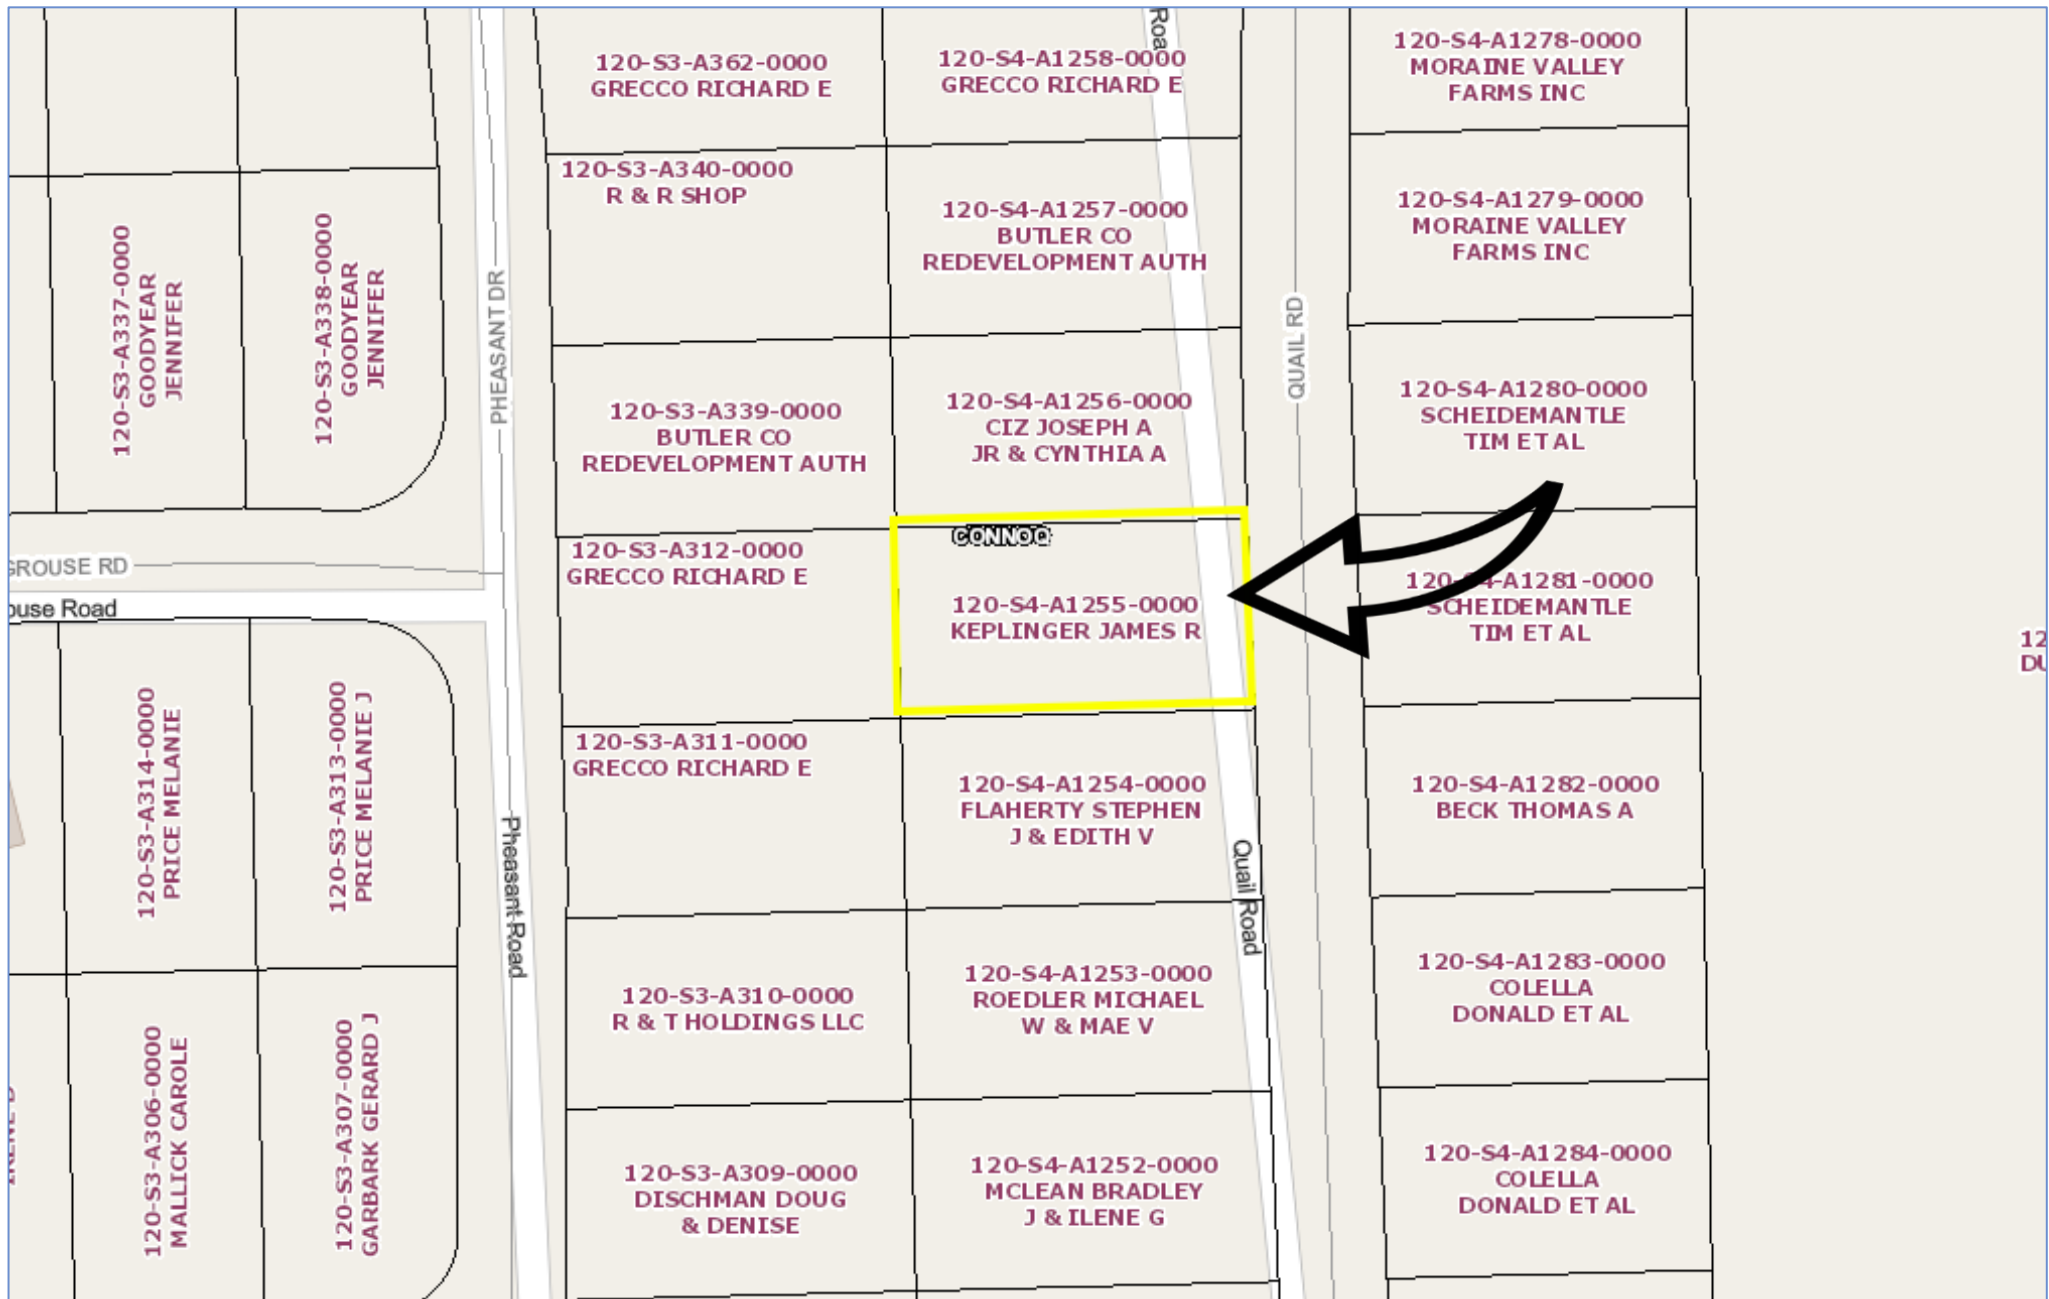 120-S3-A362-0000
GRECCO RICHARD E
120-S4-A1258-0000
GRECCO RICHARD E
120-S4-A1278-0000
MORAINE VALLEY
FARMS INC
120-S3-A340-0000
R & R SHOP
120-S4-A1257-0000
BUTLER CO
REDEVELOPMENT AUTH
120-S4-A1279-0000
MORAINE VALLEY
FARMS INC
120-S3-A337-0000
GOODYEAR
JENNIFER
120-S3-A338-0000
GOODYEAR
JENNIFER
PHEASANT DR
QUAIL RD
120-S3-A339-0000
BUTLER CO
REDEVELOPMENT AUTH
120-S4-A1256-0000
CIZ JOSEPH A
JR & CYNTHIA A
120-S4-A1280-0000
SCHEIDEMANTLE
TIM ET AL
GROUSE RD
ouse Road
120-S3-A312-0000
GRECCO RICHARD E
CONNOQ
120-S4-A1255-0000
KEPLINGER JAMES R
120-S4-A1281-0000
SCHEIDEMANTLE
TIM ET AL
12
DU
120-S3-A314-0000
PRICE MELANIE
120-S3-A313-0000
PRICE MELANIE J
120-S3-A311-0000
GRECCO RICHARD E
120-S4-A1254-0000
FLAHERTY STEPHEN
J & EDITH V
120-S4-A1282-0000
BECK THOMAS A
Pheasant Road
Quail Road
120-S3-A310-0000
R & T HOLDINGS LLC
120-S4-A1253-0000
ROEDLER MICHAEL
W & MAE V
120-S4-A1283-0000
COLELLA
DONALD ET AL
120-S3-A306-0000
MALLICK CAROLE
120-S3-A307-0000
GARBARK GERARD J
120-S3-A309-0000
DISCHMAN DOUG
& DENISE
120-S4-A1252-0000
MCLEAN BRADLEY
J & ILENE G
120-S4-A1284-0000
COLELLA
DONALD ET AL